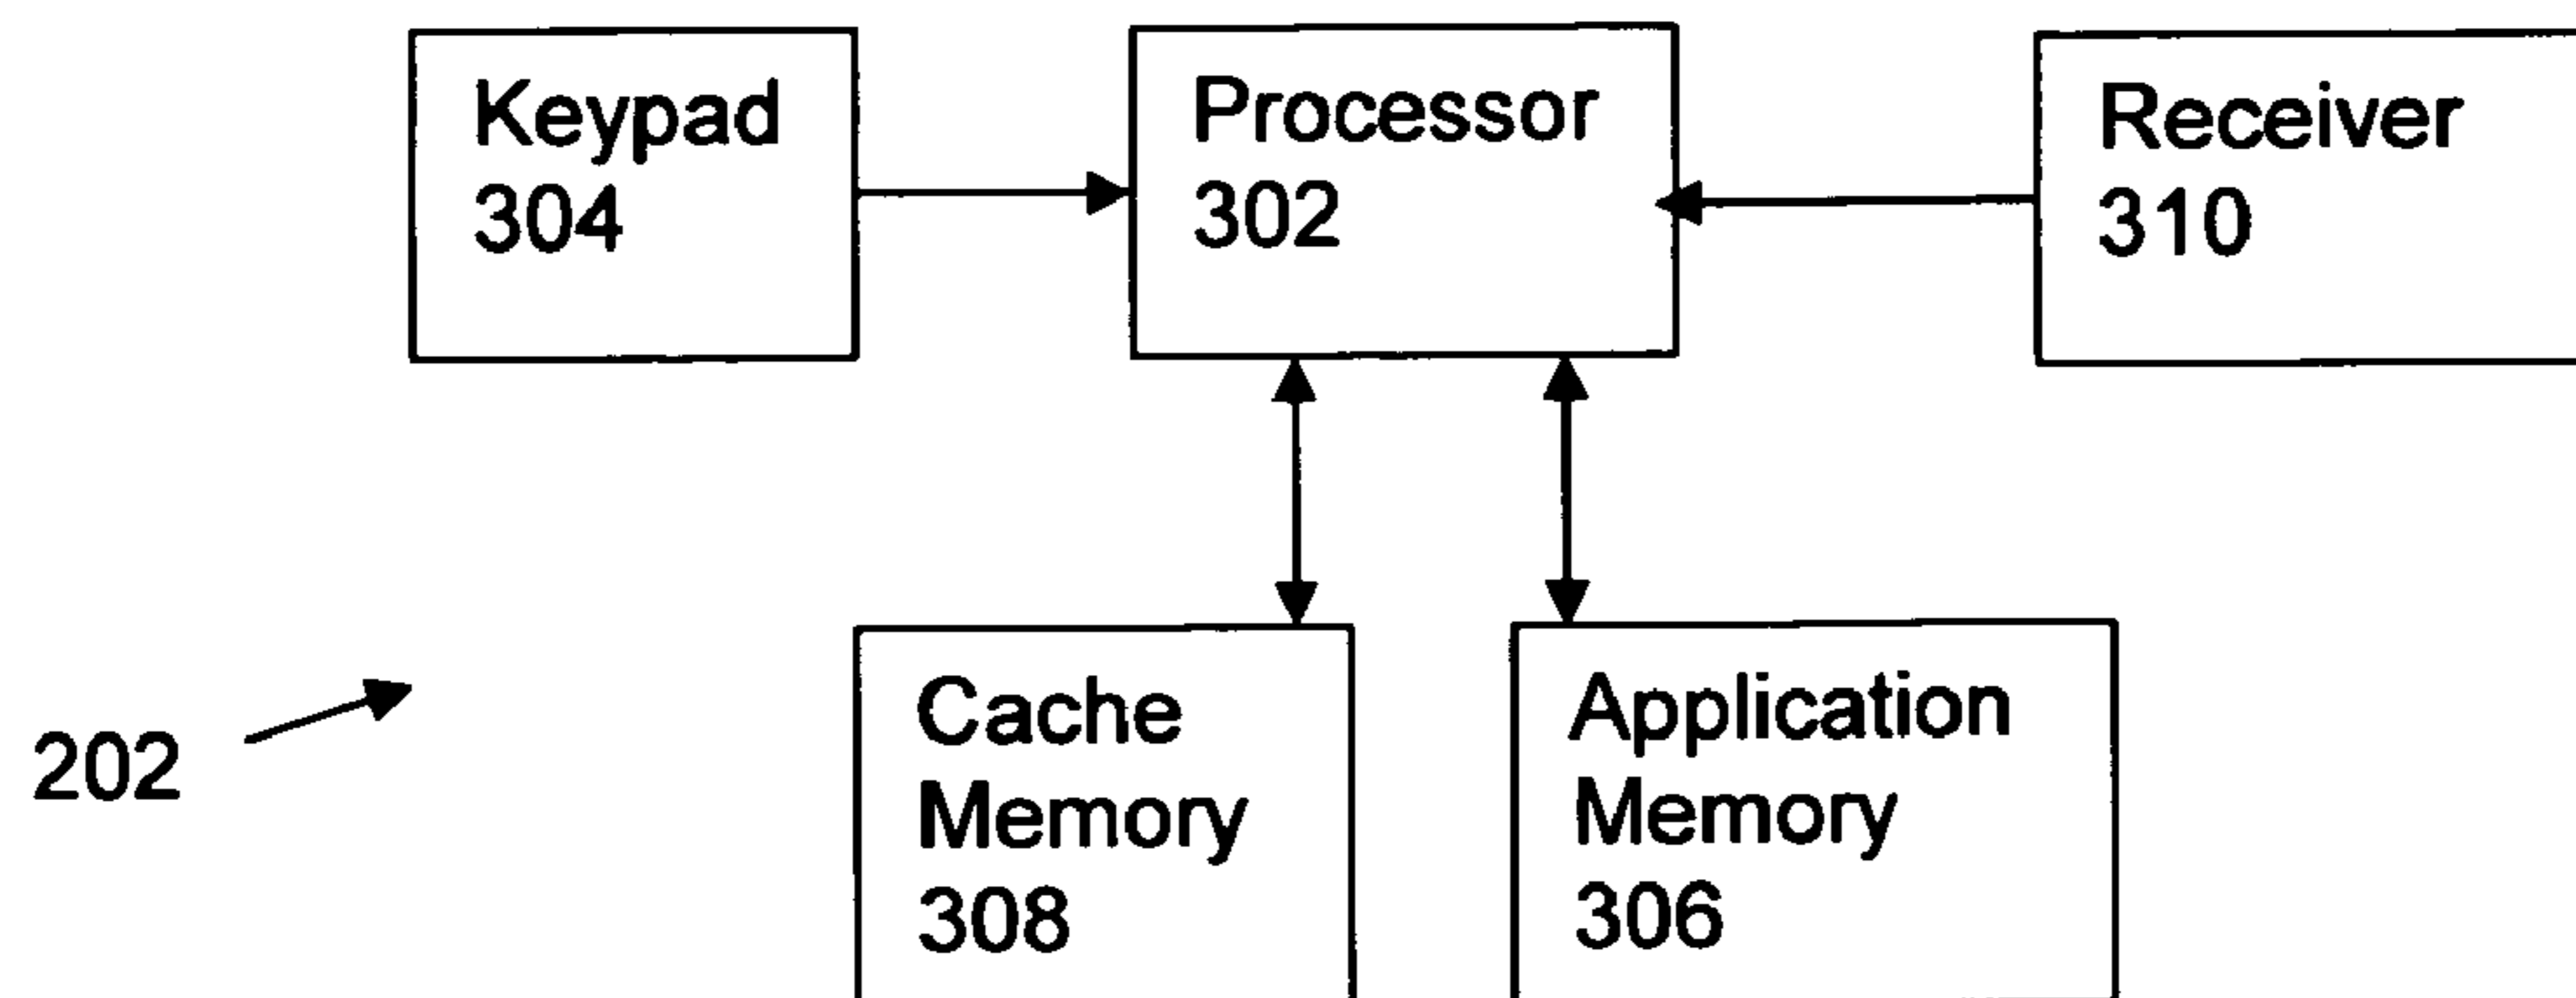 Keypad
304
Processor
302
Receiver
310
202
Cache
Memory
308
Application
Memory
306